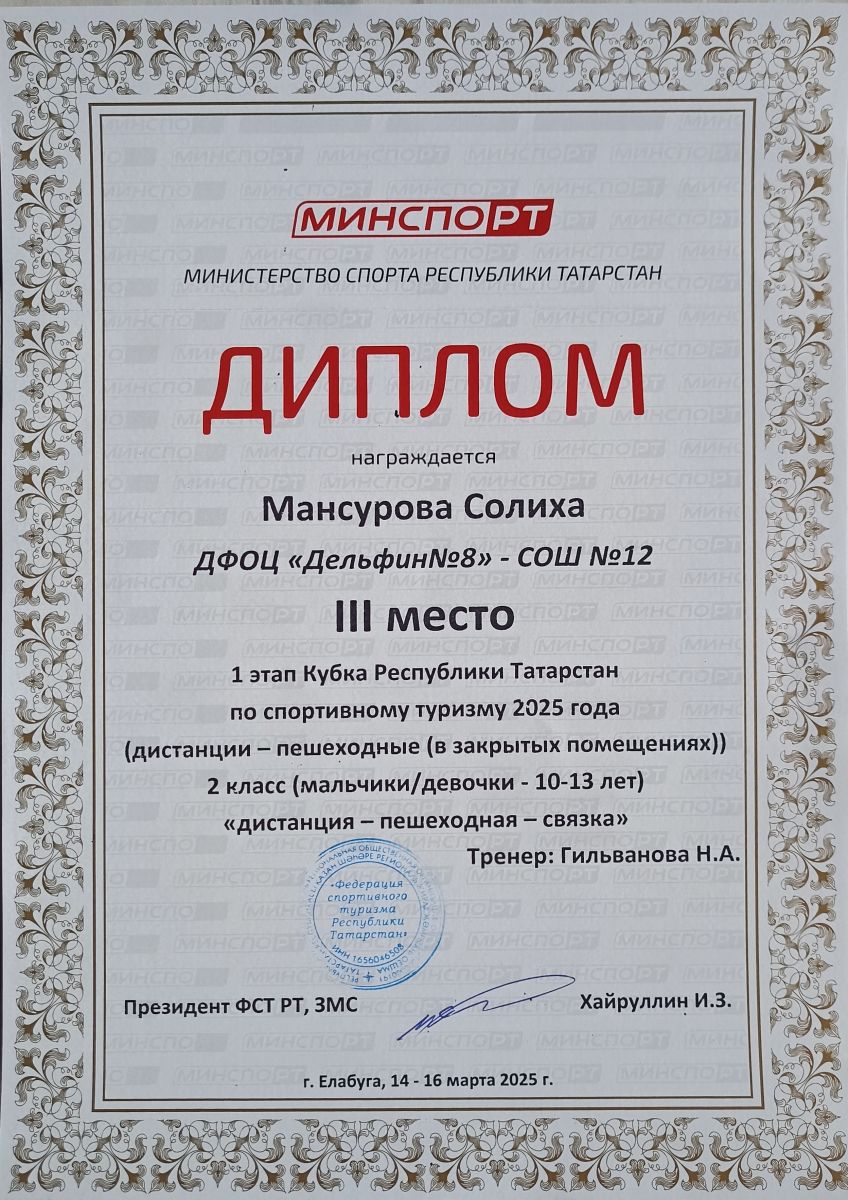 МИНСПОРТ
МИНИСТЕРСТВО СПОРТА РЕСПУБЛИКИ ТАТАРСТАН
ДИПЛОМ
награждается
Мансурова Солиха
ДФОЦ «Дельфин№8» - СОШ №12
III место
1 этап Кубка Республики Татарстан
по спортивному туризму 2025 года
(дистанции – пешеходные (в закрытых помещениях))
2 класс (мальчики/девочки - 10-13 лет)
«дистанция – пешеходная – связка»
Тренер: Гильванова Н.А.
«Федерация
спортивного
туризма
Республики
Татарстан»
ИНН 1656046508
Президент ФСТ РТ, ЗМС
Хайруллин И.З.
г. Елабуга, 14 - 16 марта 2025 г.